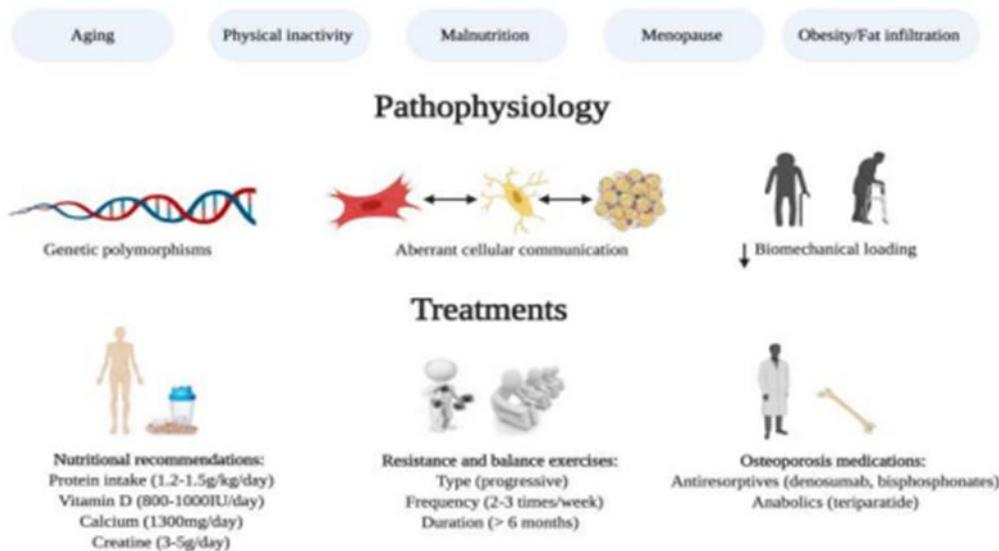 Aging
Physical inactivity
Malnutrition
Menopause
Obesity/Fat infiltration
Pathophysiology
Genetic polymorphisms
Aberrant cellular communication
↓ Biomechanical loading
Treatments
Nutritional recommendations:
Protein intake (1.2-1.5g/kg/day)
Vitamin D (800-1000IU/day)
Calcium (1300mg/day)
Creatine (3-5g/day)
Resistance and balance exercises:
Type (progressive)
Frequency (2-3 times/week)
Duration (> 6 months)
Osteoporosis medications:
Antiresorptives (denosumab, bisphosphonates)
Anabolics (teriparatide)